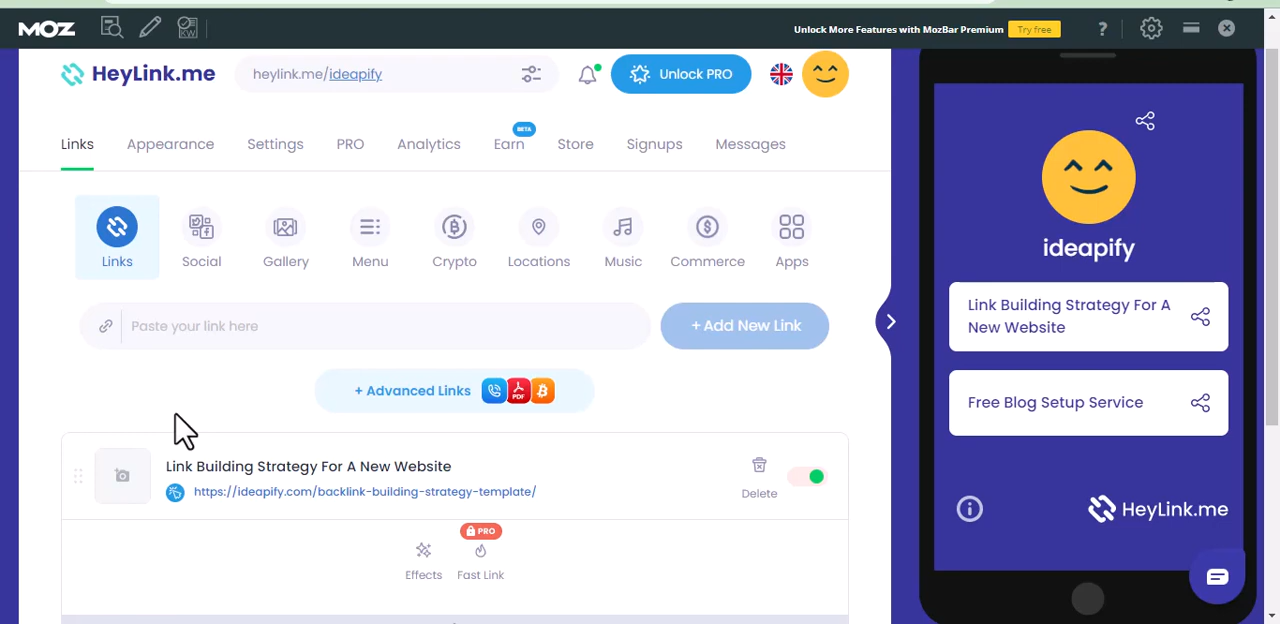 MOZ
KW
Unlock More Features with MozBar Premium
Try free
?
HeyLink.me
heylink.me/ideapify
Unlock PRO
Links
Appearance
Settings
PRO
Analytics
BETA
Earn
Store
Signups
Messages
Links
Social
Gallery
Menu
Crypto
Locations
Music
Commerce
Apps
Paste your link here
+ Add New Link
+ Advanced Links
PDF
Link Building Strategy For A New Website
https://ideapify.com/backlink-building-strategy-template/
Delete
PRO
Effects
Fast Link
ideapify
Link Building Strategy For A
New Website
Free Blog Setup Service
HeyLink.me